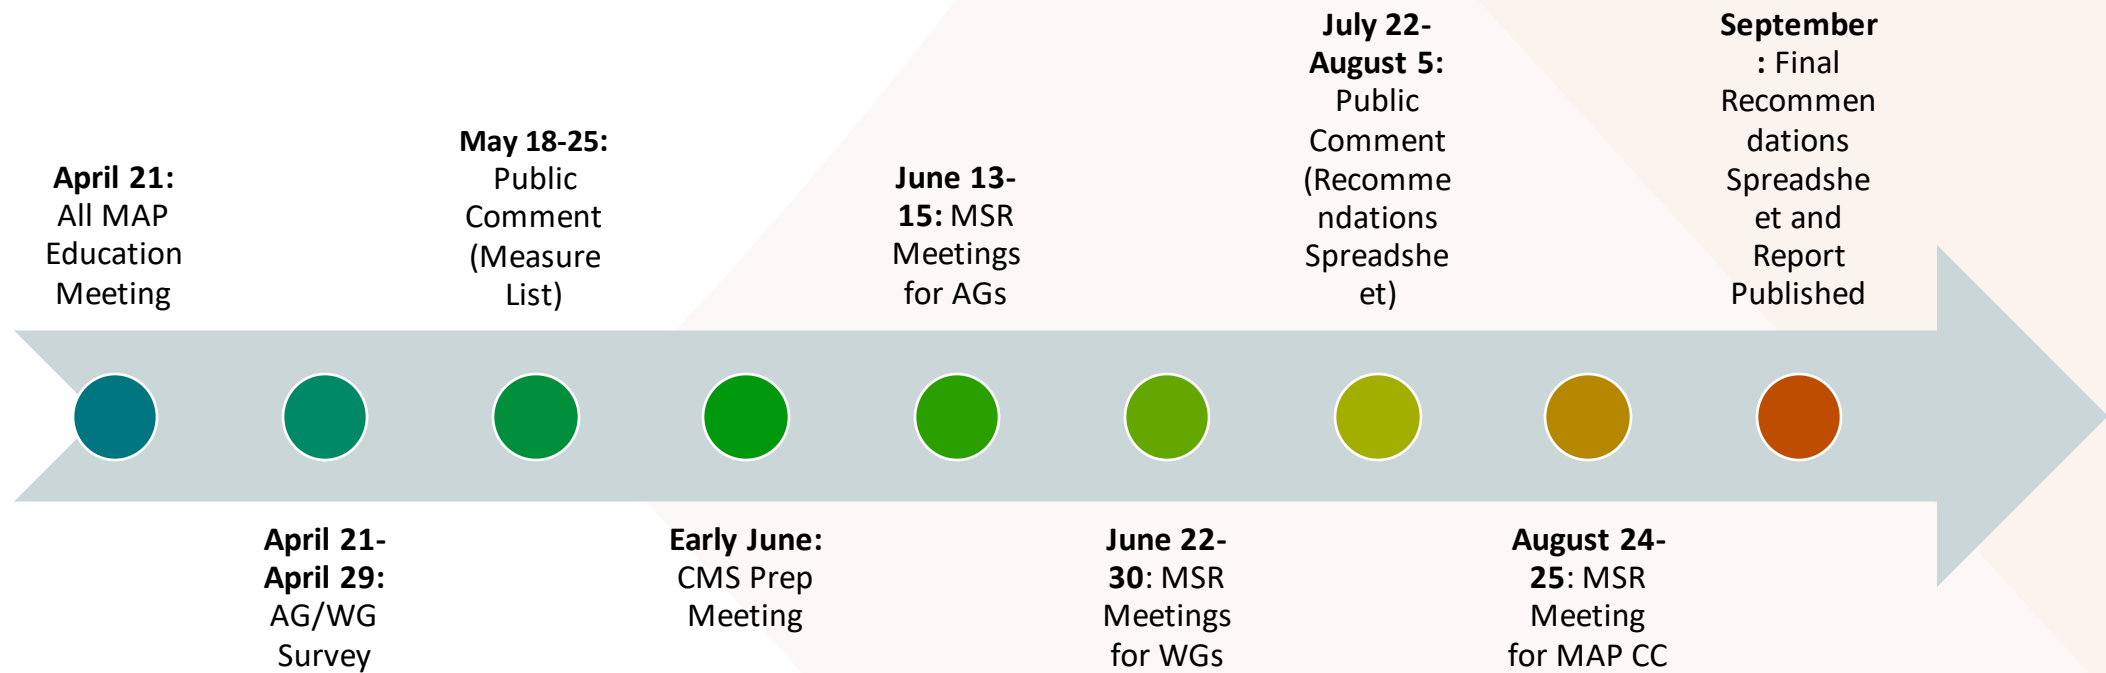 April 21:
All MAP
Education
Meeting
April 21-
April 29:
AG/WG
Survey
May 18-25:
Public
Comment
(Measure
List)
Early June:
CMS Prep
Meeting
June 13-
15: MSR
Meetings
for AGs
June 22-
30: MSR
Meetings
for WGs
July 22-
August 5:
Public
Comment
(Recomme
ndations
Spreadshe
et)
August 24-
25: MSR
Meeting
for MAP CC
September
: Final
Recommen
dations
Spreadshe
et and
Report
Published